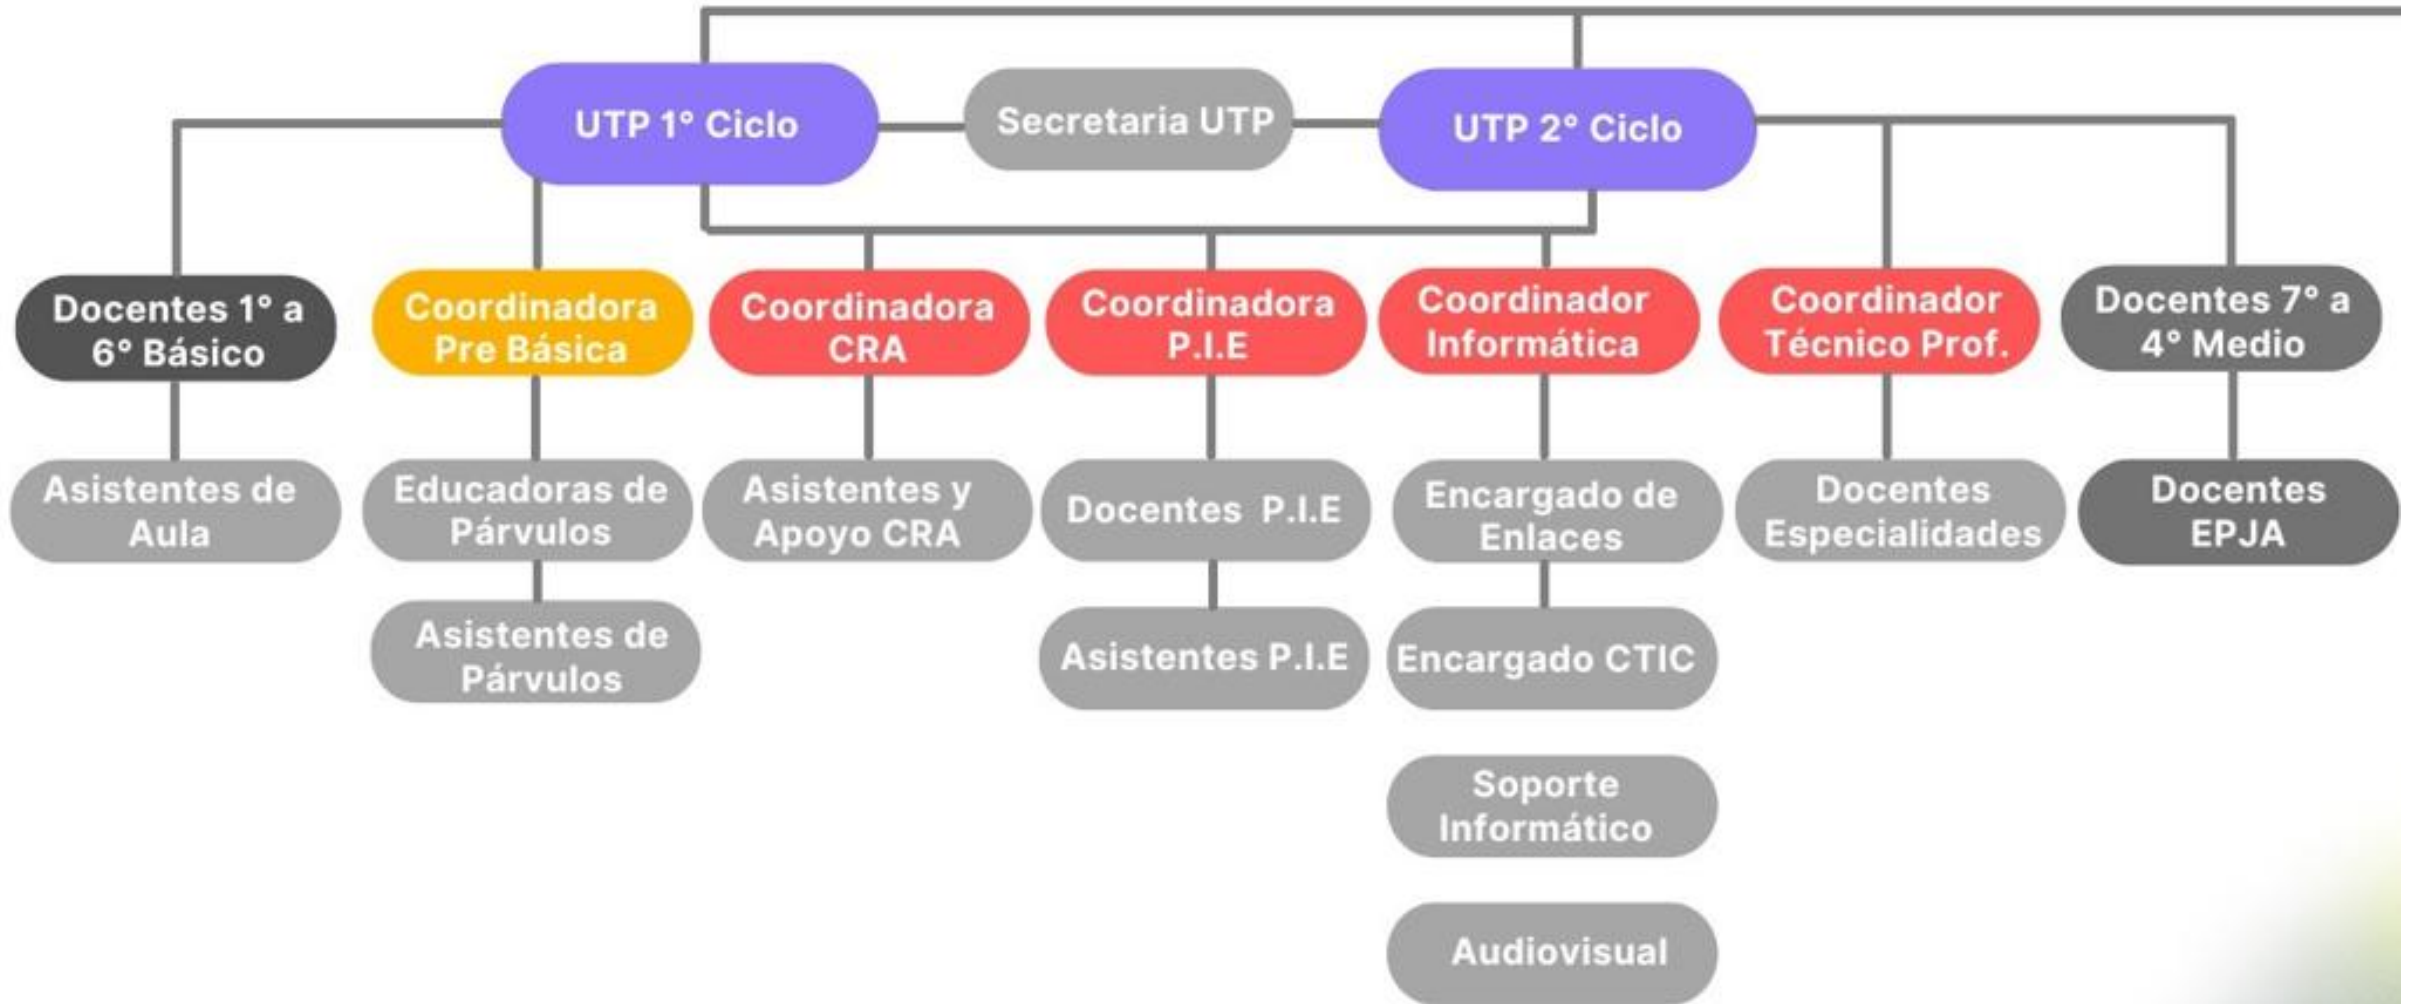 UTP 1° Ciclo
Secretaria UTP
UTP 2° Ciclo
Docentes 1° a
6° Básico
Coordinadora
Pre Básica
Coordinadora
CRA
Coordinadora
P.I.E
Coordinador
Informática
Coordinador
Técnico Prof.
Docentes 7° a
4° Medio
Asistentes de
Aula
Educadoras de
Párvulos
Asistentes y
Apoyo CRA
Docentes P.I.E
Encargado de
Enlaces
Docentes
Especialidades
Docentes
EPJA
Asistentes de
Párvulos
Asistentes P.I.E
Encargado CTIC
Soporte
Informático
Audiovisual